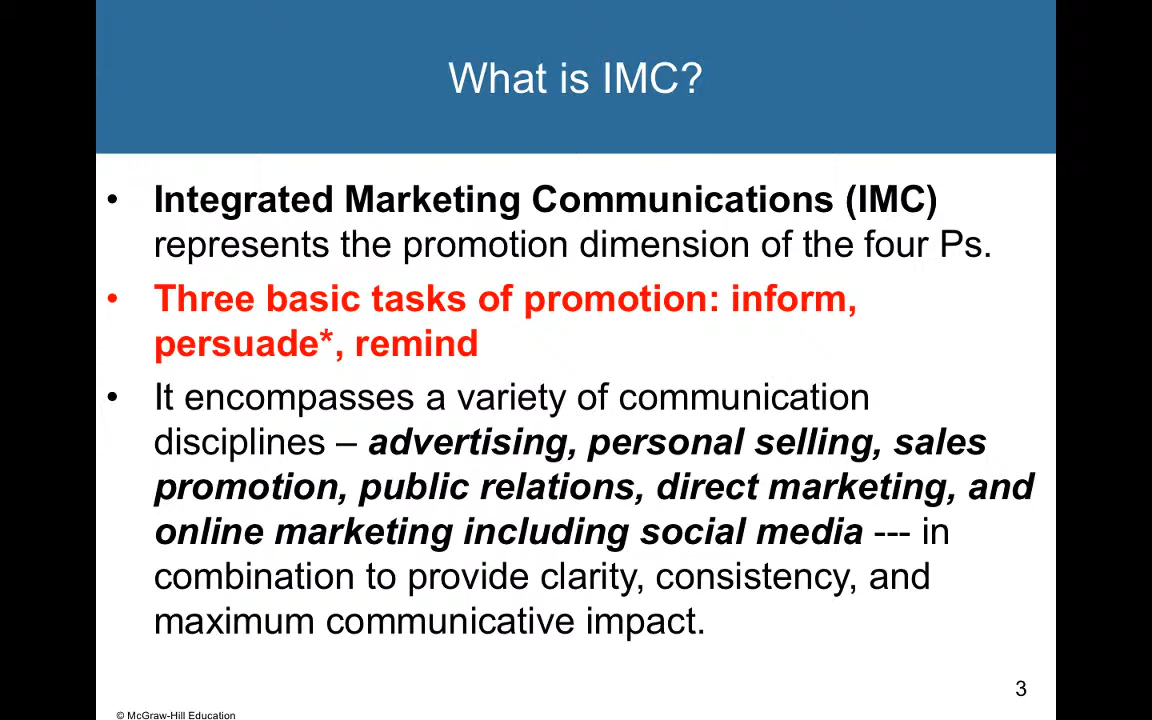 What is IMC?
• Integrated Marketing Communications (IMC)
represents the promotion dimension of the four Ps.
• Three basic tasks of promotion: inform,
persuade*, remind
• It encompasses a variety of communication
disciplines – advertising, personal selling, sales
promotion, public relations, direct marketing, and
online marketing including social media --- in
combination to provide clarity, consistency, and
maximum communicative impact.
3
© McGraw-Hill Education